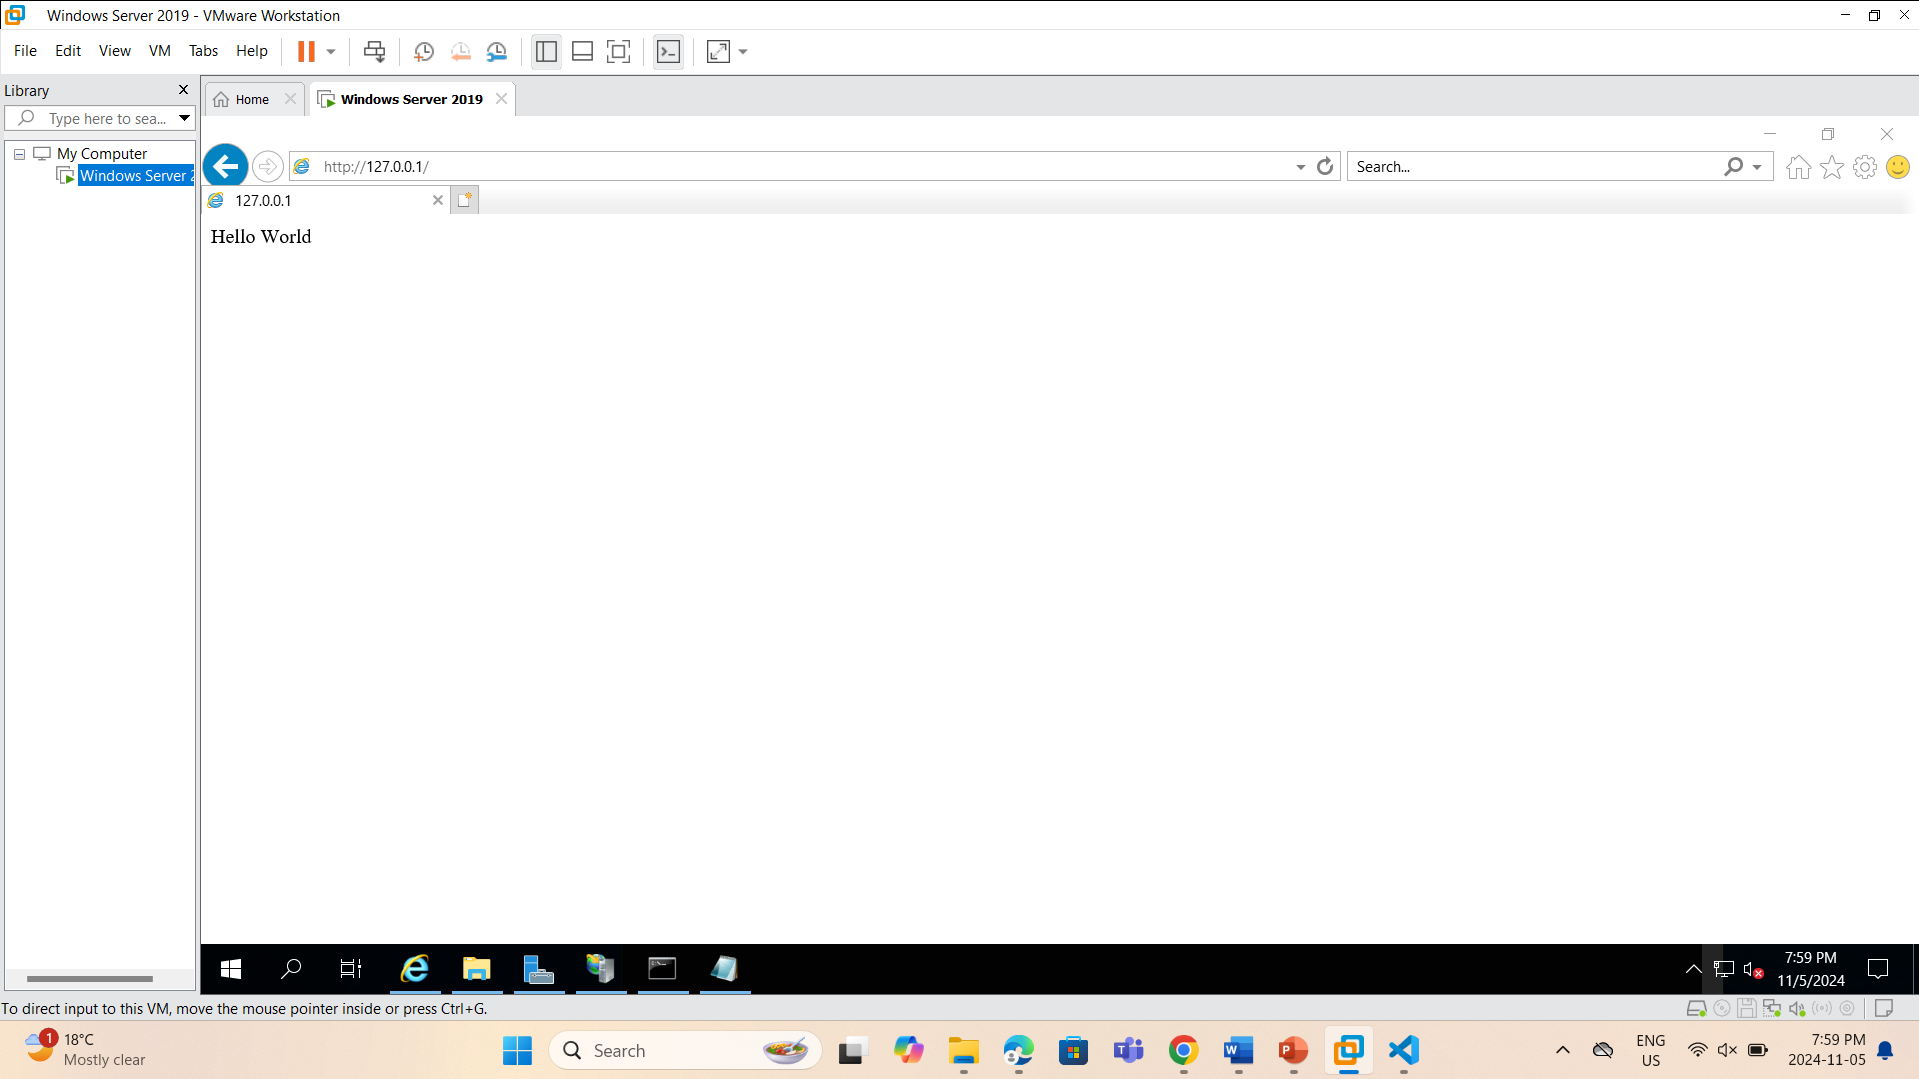 Windows Server 2019 - VMware Workstation
File Edit View VM Tabs Help
Library
Home
Windows Server 2019
Type here to sea...
My Computer
Windows Server 2
http://127.0.0.1/
Search...
127.0.0.1
Hello World
7:59 PM
11/5/2024
To direct input to this VM, move the mouse pointer inside or press Ctrl+G.
1
18°C
Mostly clear
Search
ENG
US
7:59 PM
2024-11-05